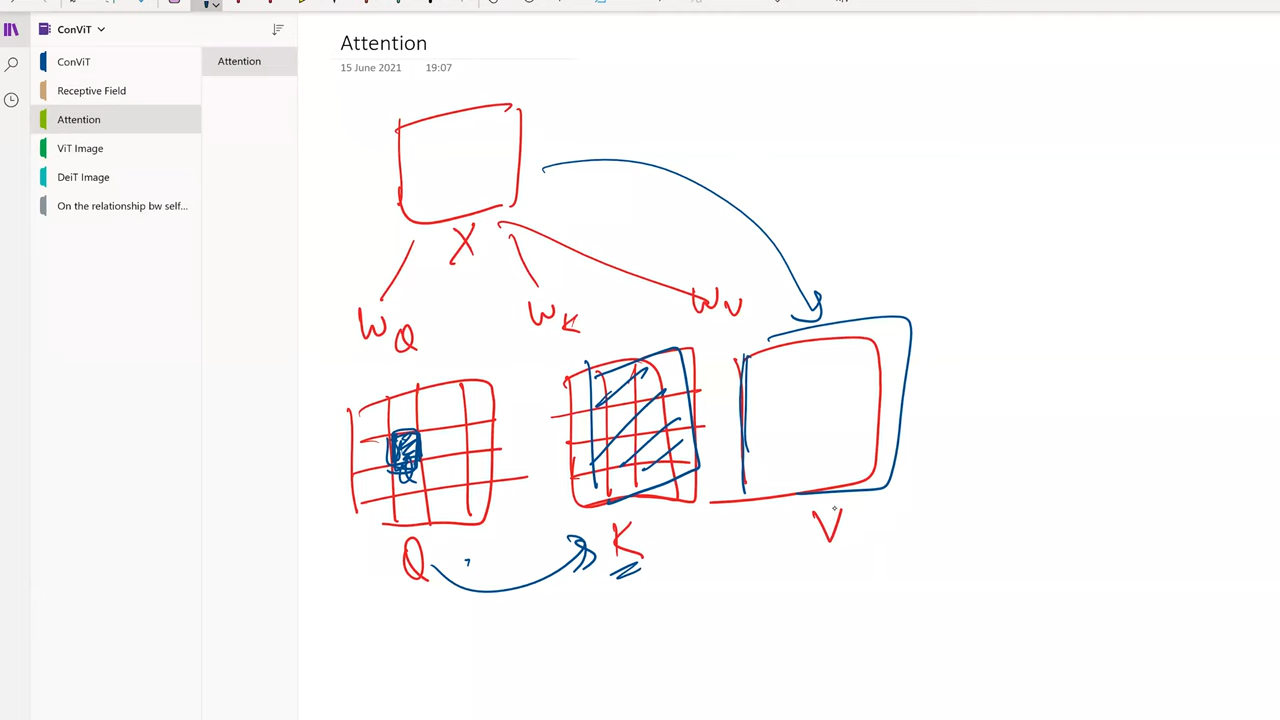 ConViT
ConViT
Receptive Field
Attention
ViT Image
DeiT Image
On the relationship bw self...
Attention
Attention
15 June 2021 19:07
X
WQ WK WV
Q
Q K V